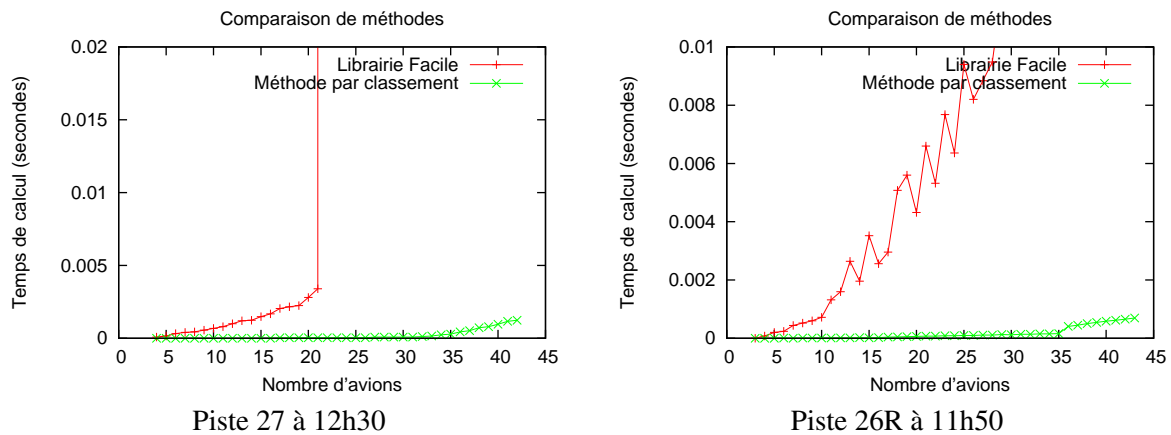 Comparaison de méthodes
0.02
0.015
0.01
0.005
0
Temps de calcul (secondes)
Librairie Facile
Méthode par classement
0 5 10 15 20 25 30 35 40 45
Nombre d'avions
Piste 27 à 12h30
Comparaison de méthodes
0.01
0.008
0.006
0.004
0.002
0
Temps de calcul (secondes)
Librairie Facile
Méthode par classement
0 5 10 15 20 25 30 35 40 45
Nombre d'avions
Piste 26R à 11h50